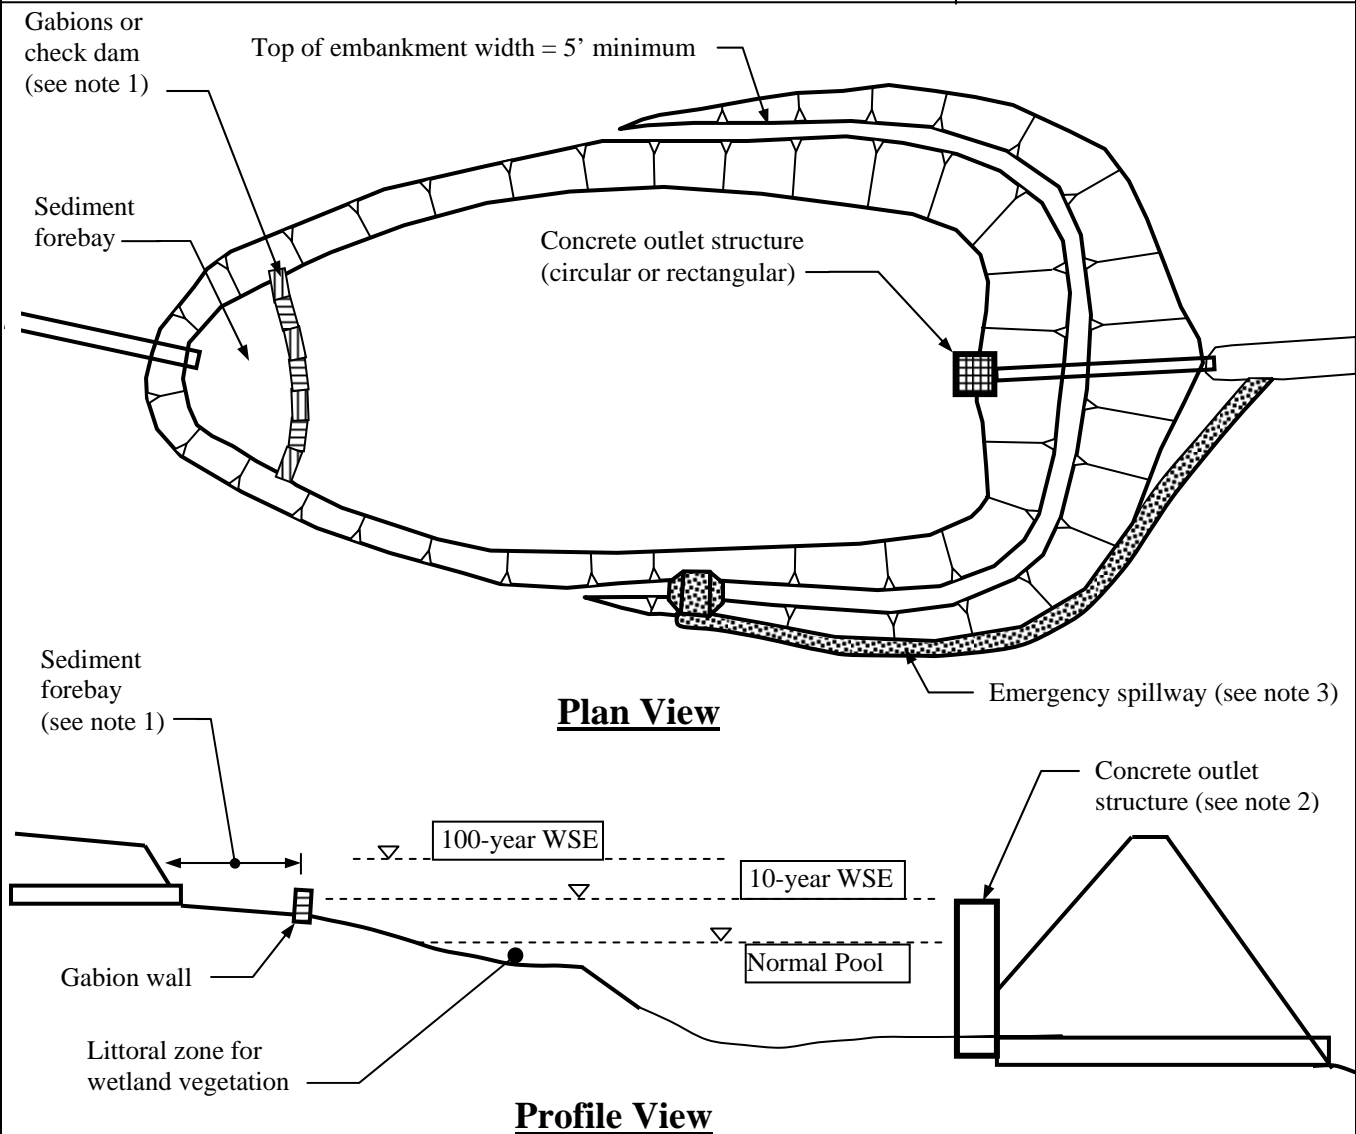 Gabions or
check dam
(see note 1)
Top of embankment width = 5’ minimum
Sediment
forebay
Concrete outlet structure
(circular or rectangular)
Sediment
forebay
(see note 1)
Emergency spillway (see note 3)
Plan View
Concrete outlet
structure (see note 2)
100-year WSE
10-year WSE
Normal Pool
Gabion wall
Littoral zone for
wetland vegetation
Profile View